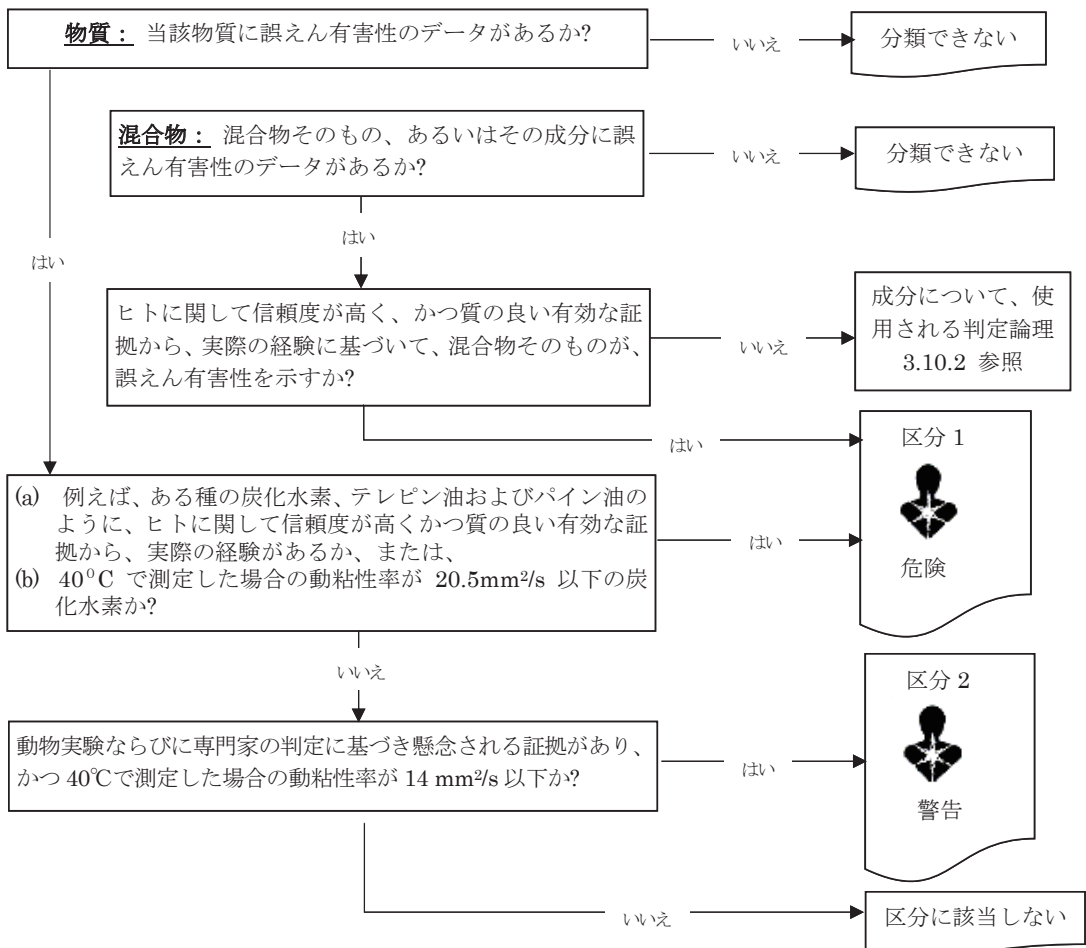 物質： 当該物質に誤えん有害性のデータがあるか?
いいえ
分類できない
混合物： 混合物そのもの、あるいはその成分に誤
えん有害性のデータがあるか?
いいえ
分類できない
はい
はい
ヒトに関して信頼度が高く、かつ質の良い有効な証
拠から、実際の経験に基づいて、混合物そのものが、
誤えん有害性を示すか?
いいえ
成分について、使
用される判定論理
3.10.2 参照
はい
区分 1
危険
(a) 例えば、ある種の炭化水素、テレピン油およびパイン油の
ように、ヒトに関して信頼度が高くかつ質の良い有効な証
拠から、実際の経験があるか、または、
(b) 40⁰C で測定した場合の動粘性率が 20.5mm²/s 以下の炭
化水素か?
はい
いいえ
区分 2
警告
動物実験ならびに専門家の判定に基づき懸念される証拠があり、
かつ 40℃で測定した場合の動粘性率が 14 mm²/s 以下か?
はい
いいえ
区分に該当しない